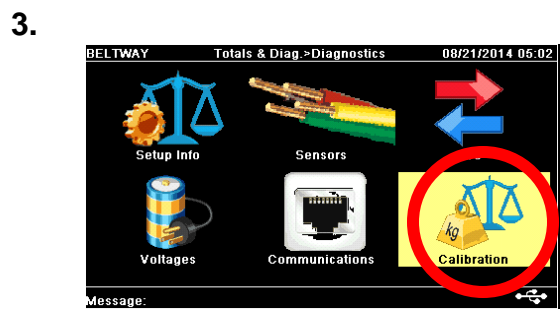 3.
BELTWAY Totals & Diag.>Diagnostics 08/21/2014 05:02
Setup Info Sensors
kg
Voltages Communications Calibration
Message: